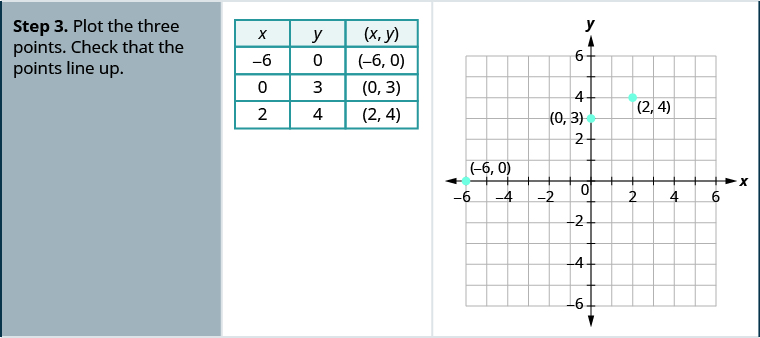 Step 3. Plot the three
points. Check that the
points line up.
x y (x, y)
–6 0 (–6, 0)
0 3 (0, 3)
2 4 (2, 4)
y
6
4
(2, 4)
(0, 3)
2
(–6, 0)
x
0
–6 –4 –2 2 4 6
–2
–4
–6